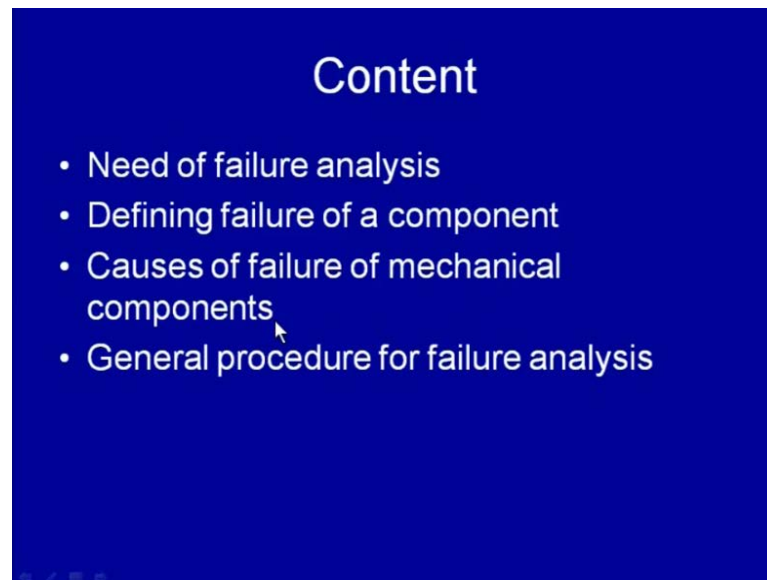 Content
• Need of failure analysis
• Defining failure of a component
• Causes of failure of mechanical
components
• General procedure for failure analysis